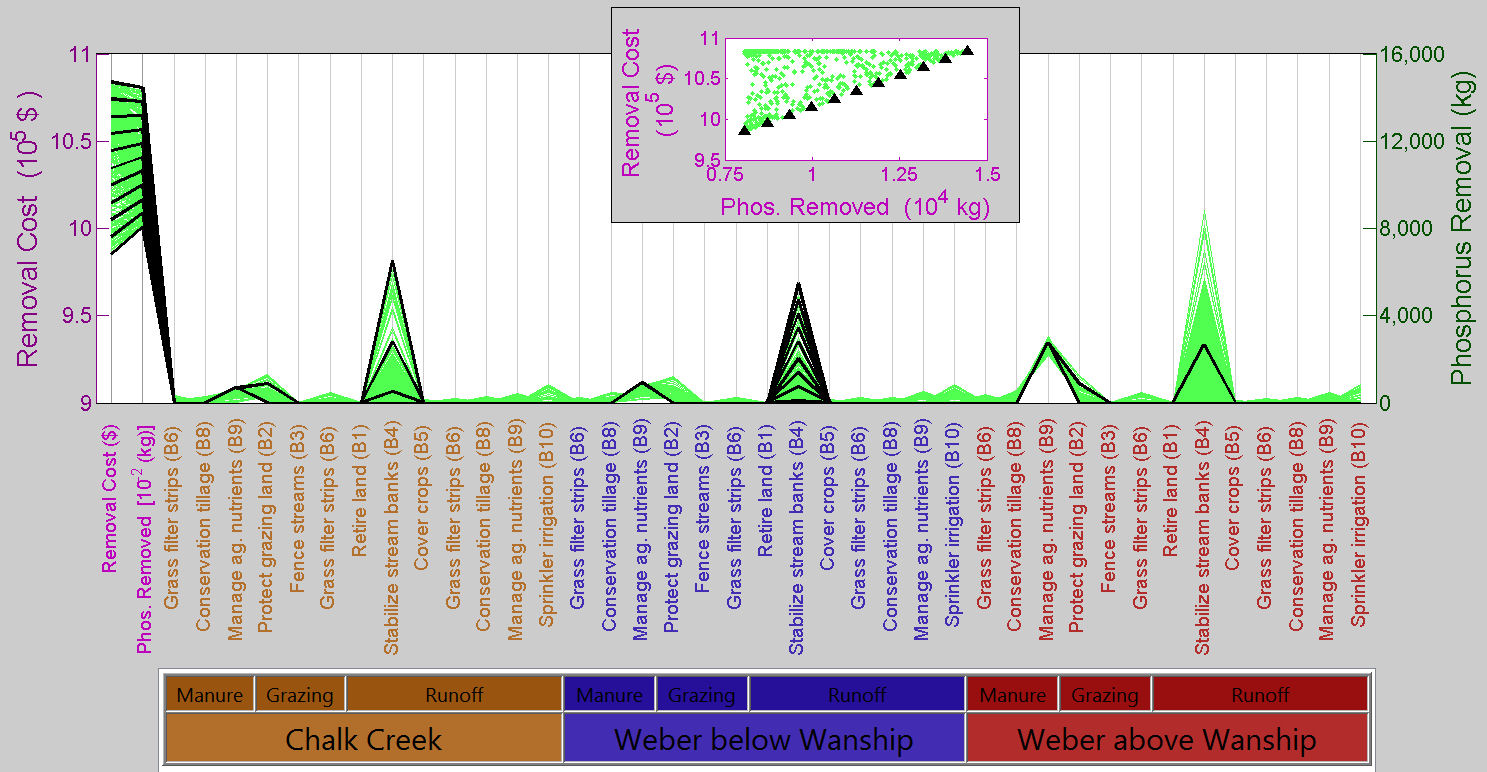 11
10.5
10
9.5
9
Removal Cost (10⁵ $ )
11
10.5
10
9.5
0.75
1
1.25
1.5
Removal Cost
(10⁵ $)
Phos. Removed (10⁴ kg)
16,000
12,000
8,000
4,000
0
Phosphorus Removal (kg)
Removal Cost ($)
Phos. Removed [10⁻² (kg)]
Grass filter strips (B6)
Conservation tillage (B8)
Manage ag. nutrients (B9)
Protect grazing land (B2)
Fence streams (B3)
Grass filter strips (B6)
Retire land (B1)
Stabilize stream banks (B4)
Cover crops (B5)
Grass filter strips (B6)
Conservation tillage (B8)
Manage ag. nutrients (B9)
Sprinkler irrigation (B10)
Grass filter strips (B6)
Conservation tillage (B8)
Manage ag. nutrients (B9)
Protect grazing land (B2)
Fence streams (B3)
Grass filter strips (B6)
Retire land (B1)
Stabilize stream banks (B4)
Cover crops (B5)
Grass filter strips (B6)
Conservation tillage (B8)
Manage ag. nutrients (B9)
Sprinkler irrigation (B10)
Grass filter strips (B6)
Conservation tillage (B8)
Manage ag. nutrients (B9)
Protect grazing land (B2)
Fence streams (B3)
Grass filter strips (B6)
Retire land (B1)
Stabilize stream banks (B4)
Cover crops (B5)
Grass filter strips (B6)
Conservation tillage (B8)
Manage ag. nutrients (B9)
Sprinkler irrigation (B10)
Manure Grazing Runoff Manure Grazing Runoff Manure Grazing Runoff
Chalk Creek Weber below Wanship Weber above Wanship